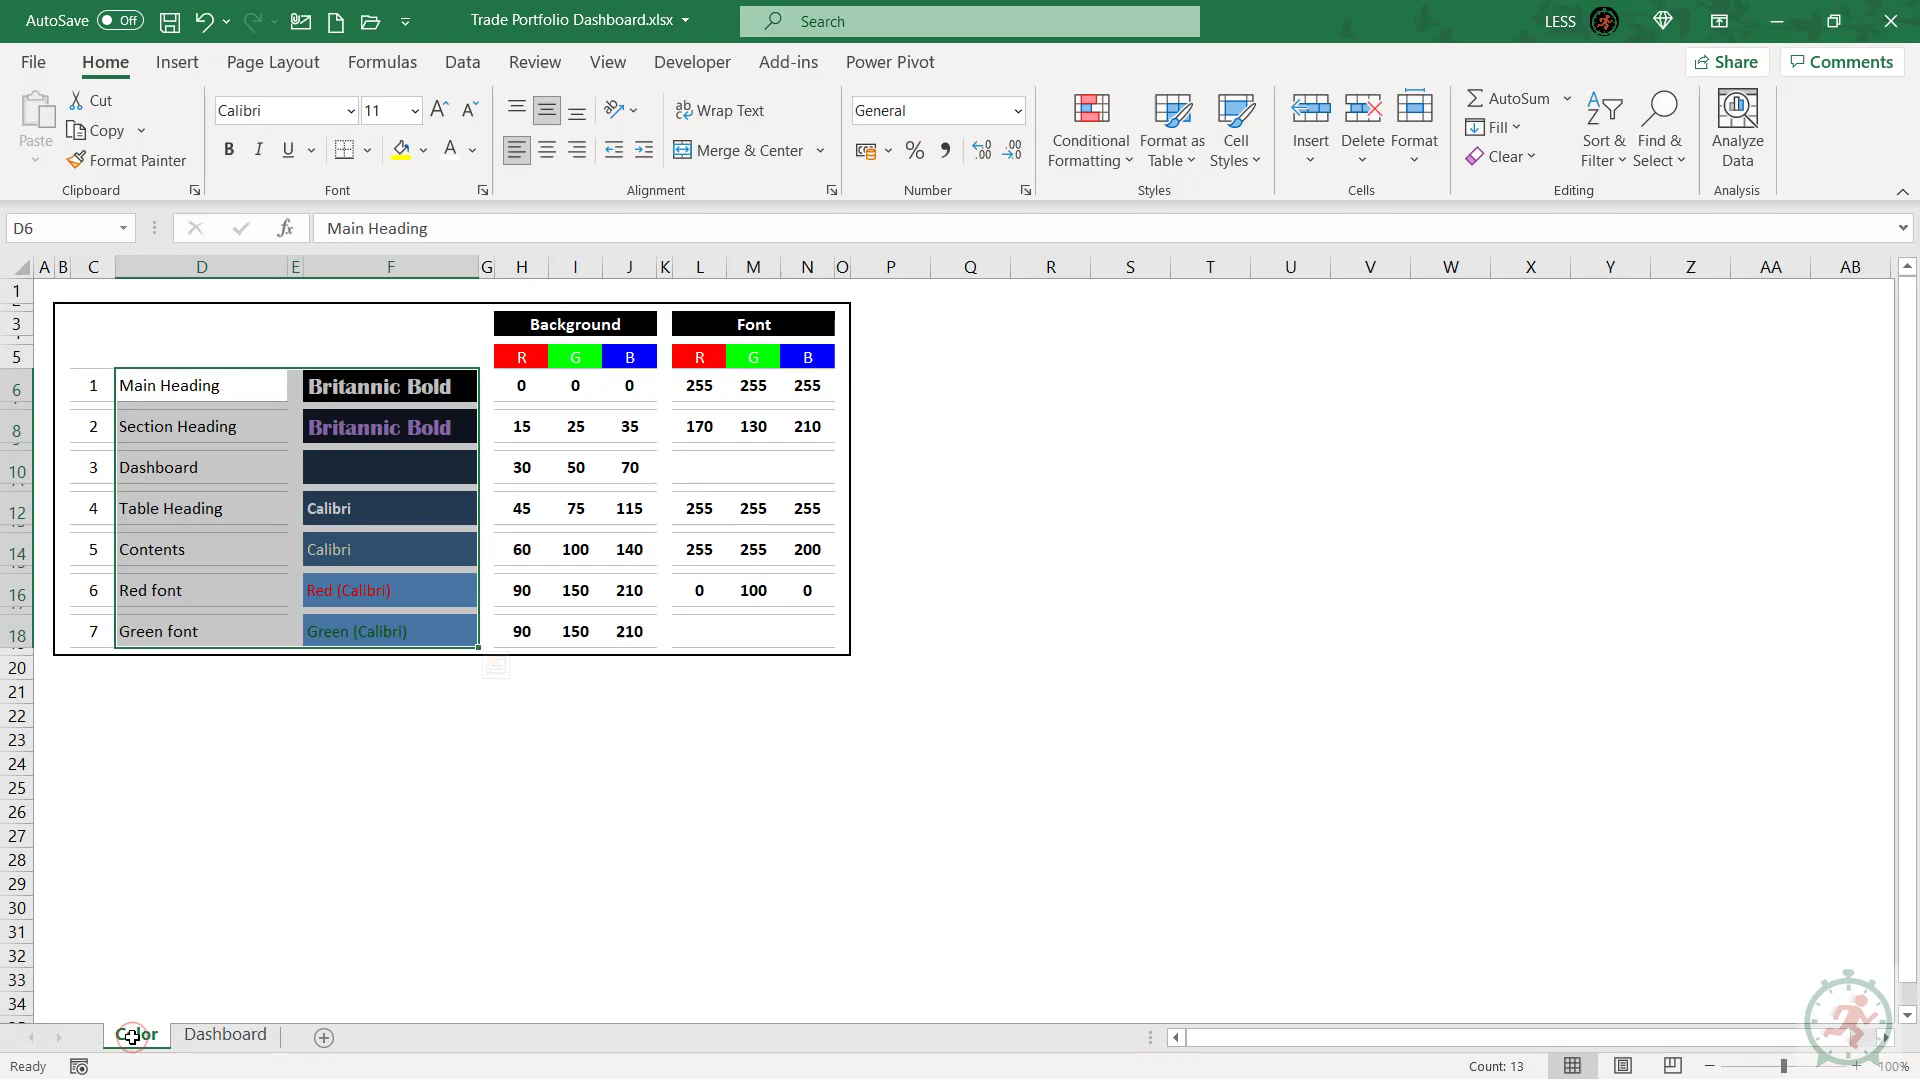 AutoSave Off Trade Portfolio Dashboard.xlsx Search LESS
File Home Insert Page Layout Formulas Data Review View Developer Add-ins Power Pivot Share Comments
Paste Cut Copy Format Painter Clipboard
Calibri 11 B I U A Font
ab Wrap Text Merge & Center Alignment
General % Number
Conditional Formatting Format as Table Cell Styles Styles
Insert Delete Format Cells
AutoSum Fill Clear Sort & Filter Find & Select Editing
Analyze Data Analysis
D6 fx Main Heading
A B C D E F G H I J K L M N O P Q R S T U V W X Y Z AA AB
1
3 Background Font
5 R G B R G B
6 1 Main Heading Britannic Bold 0 0 0 255 255 255
8 2 Section Heading Britannic Bold 15 25 35 170 130 210
10 3 Dashboard 30 50 70
12 4 Table Heading Calibri 45 75 115 255 255 255
14 5 Contents Calibri 60 100 140 255 255 200
16 6 Red font Red (Calibri) 90 150 210 0 100 0
18 7 Green font Green (Calibri) 90 150 210
20
21
22
23
24
25
26
27
28
29
30
31
32
33
34
Color Dashboard
Ready Count: 13 100%